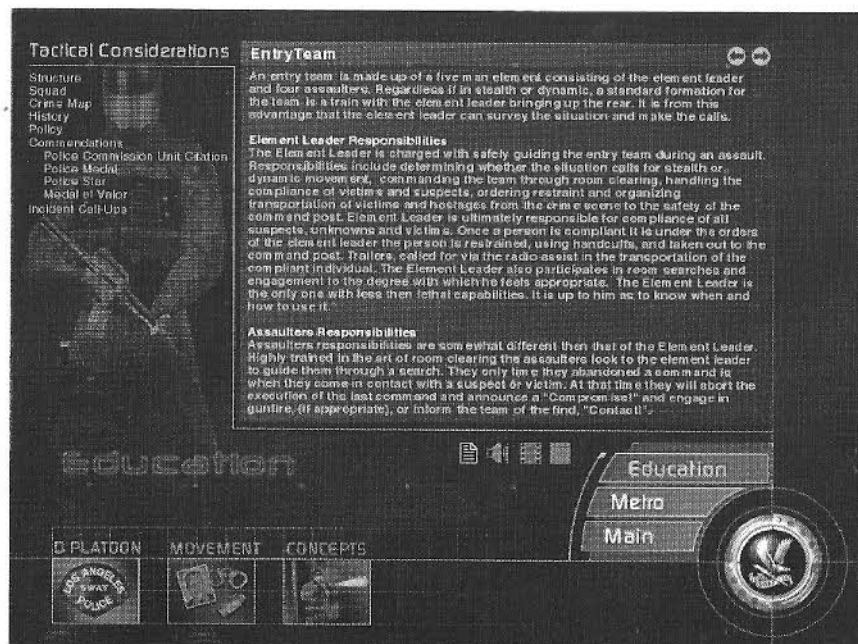 Tactical Considerations
Structure
Squad
Crime Map
History
Policy
Commendations
Police Commission Unit Citation
Police Medal
Police Star
Medal of Valor
Incident Call-Ups
EntryTeam
An entry team is made up of a five man element consisting of the element leader
and four assaulters. Regardless if in stealth or dynamic, a standard formation for
the team is a train with the element leader bringing up the rear. It is from this
advantage that the element leader can survey the situation and make the calls.
Element Leader Responsibilities
The Element Leader is charged with safely guiding the entry team during an assault.
Responsibilities include determining whether the situation calls for stealth or
dynamic movement, commanding the team through room clearing, handling the
compliance of victims and suspects, ordering restraint and organizing
transportation of victims and hostages from the crime scene to the safety of the
command post. Element Leader is ultimately responsible for compliance of all
suspects, unknowns and victims. Once a person is compliant it is under the orders
of the element leader the person is restrained, using handcuffs, and taken out to the
command post. Trailers, called for via the radio assist in the transportation of the
compliant individual. The Element Leader also participates in room searches and
engagement to the degree with which he feels appropriate. The Element Leader is
the only one with less then lethal capabilities. It is up to him as to know when and
how to use it.
Assaulters Responsibilities
Assaulters responsibilities are somewhat different then that of the Element Leader.
Highly trained in the art of room clearing the assaulters look to the element leader
to guide them through a search. They only time they abandoned a command is
when they come in contact with a suspect or victim. At that time they will abort the
execution of the last command and announce a "Compromise!" and engage in
gunfire, (if appropriate), or inform the team of the find, "Contact!".
Education
Education
Metro
Main
D PLATOON
MOVEMENT
CONCEPTS
LOS ANGELES
SWAT
POLICE